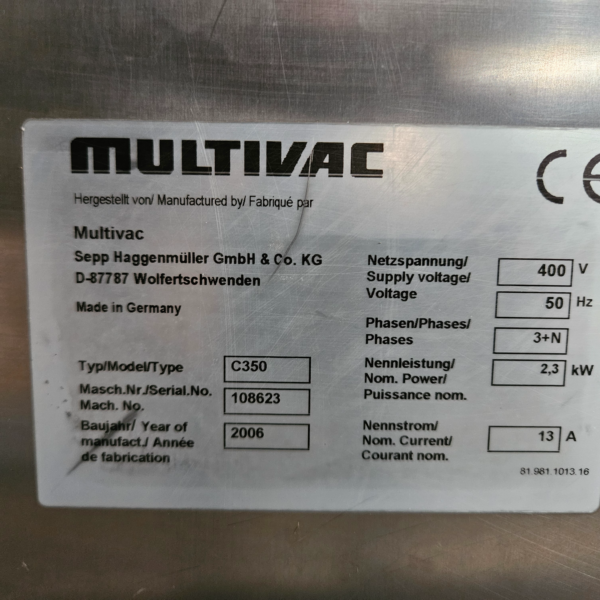 MULTIVAC
CE
Hergestellt von/ Manufactured by/ Fabriqué par
Multivac
Sepp Haggenmüller GmbH & Co. KG
D-87787 Wolfertschwenden
Made in Germany
Typ/Model/Type C350
Masch.Nr./Serial.No.
Mach. No. 108623
Baujahr/ Year of
manufact./ Année
de fabrication 2006
Netzspannung/
Supply voltage/
Voltage 400 V
50 Hz
Phasen/Phases/
Phases 3+N
Nennleistung/
Nom. Power/
Puissance nom. 2,3 kW
Nennstrom/
Nom. Current/
Courant nom. 13 A
81.981.1013.16